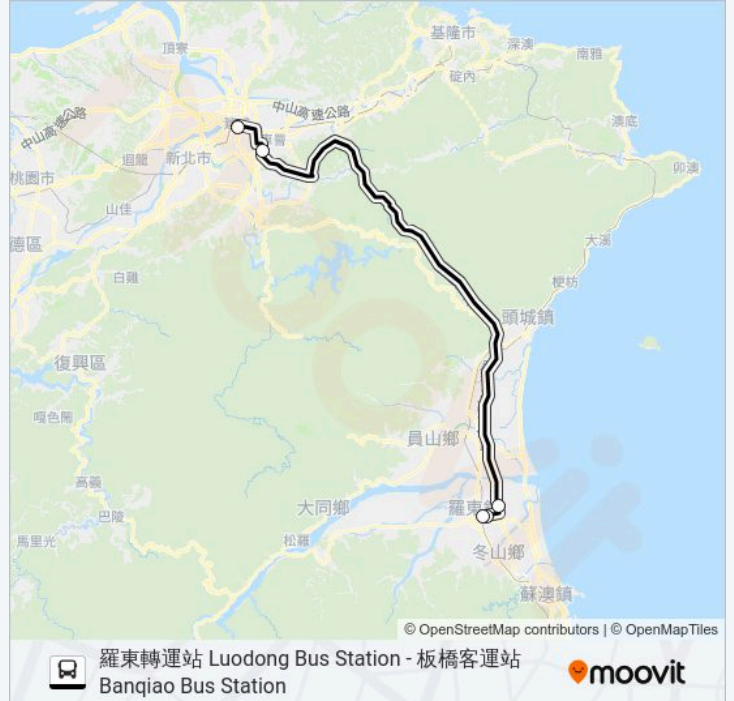 基隆市
頂寮
深澳
南雅
碇內
中山高速公路
中山高速公路
澳底
迴龍
新北市
卯澳
桃園市
山佳
德區
大溪
白雞
梗枋
頭城鎮
復興區
嘎色鬧
員山鄉
高義
大同鄉
羅東鎮
巴陵
馬里光
松羅
冬山鄉
蘇澳鎮
© OpenStreetMap contributors | © OpenMapTiles
羅東轉運站 Luodong Bus Station - 板橋客運站
Banqiao Bus Station
moovit